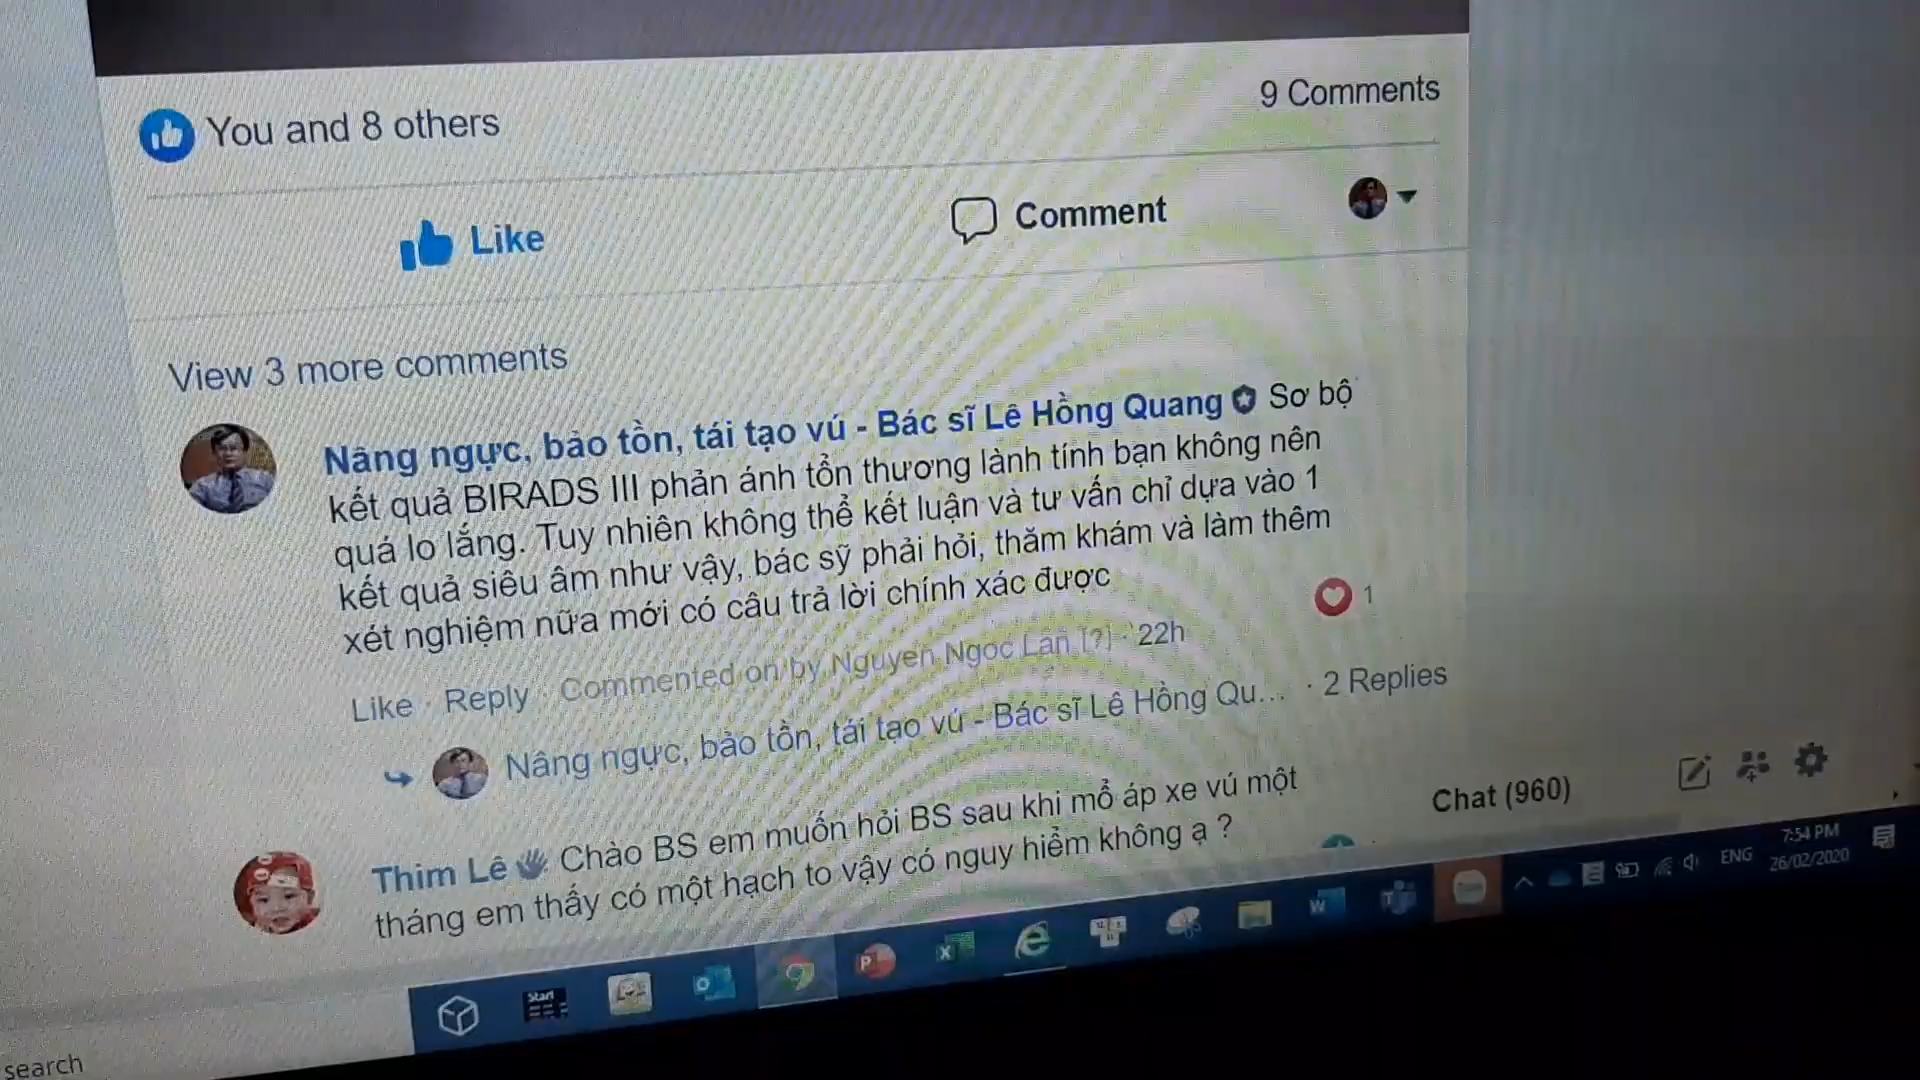 You and 8 others
9 Comments
Like
Comment
View 3 more comments
Nâng ngực, bảo tồn, tái tạo vú - Bác sĩ Lê Hồng Quang Sơ bộ
kết quả BIRADS III phản ánh tổn thương lành tính bạn không nên
quá lo lắng. Tuy nhiên không thể kết luận và tư vấn chỉ dựa vào 1
kết quả siêu âm như vậy, bác sỹ phải hỏi, thăm khám và làm thêm
xét nghiệm nữa mới có câu trả lời chính xác được
1
Like · Reply · Commented on by Nguyen Ngoc Lan [?] · 22h
Nâng ngực, bảo tồn, tái tạo vú - Bác sĩ Lê Hồng Qu... · 2 Replies
Thim Lê 👋 Chào BS em muốn hỏi BS sau khi mổ áp xe vú một
tháng em thấy có một hạch to vậy có nguy hiểm không ạ ?
Chat (960)
ENG
7:54 PM
26/02/2020
Start
search